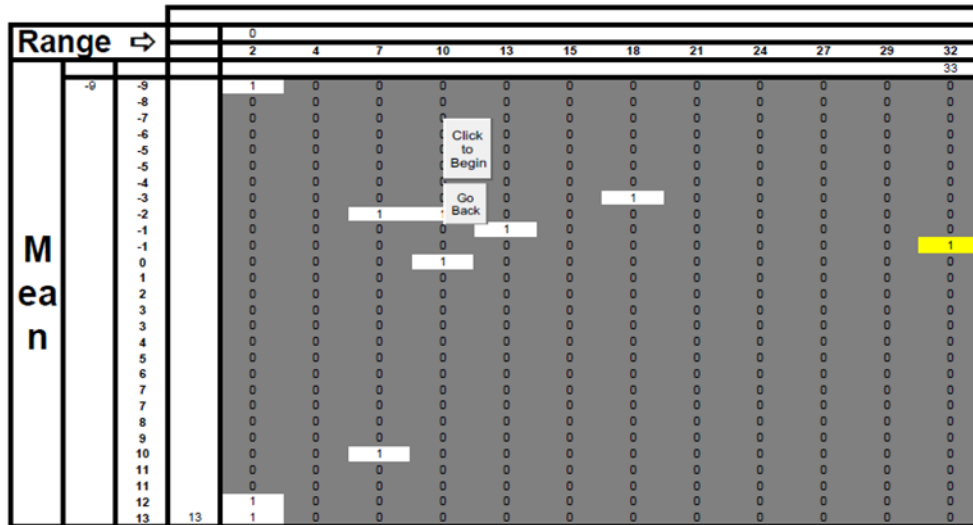 Range ⇨ 0
2 4 7 10 13 15 18 21 24 27 29 32
33
Mean
-9 -9 1 0 0 0 0 0 0 0 0 0 0 0
-8 0 0 0 0 0 0 0 0 0 0 0 0
-7 0 0 0 0 0 0 0 0 0 0 0
-6 0 0 0 0 0 0 0 0 0 0 0
-5 0 0 0 0 0 0 0 0 0 0 0
-5 0 0 0 0 0 0 0 0 0 0 0
Click
to
Begin
-4 0 0 0 0 0 0 0 0 0 0 0 0
-3 0 0 0 0 0 1 0 0 0 0 0
-2 0 0 1 0 0 0 0 0 0 0 0
Go
Back
-1 0 0 0 0 1 0 0 0 0 0 0 0
-1 0 0 0 0 0 0 0 0 0 0 0 1
0 0 0 0 1 0 0 0 0 0 0 0 0
1 0 0 0 0 0 0 0 0 0 0 0 0
2 0 0 0 0 0 0 0 0 0 0 0 0
3 0 0 0 0 0 0 0 0 0 0 0 0
3 0 0 0 0 0 0 0 0 0 0 0 0
4 0 0 0 0 0 0 0 0 0 0 0 0
5 0 0 0 0 0 0 0 0 0 0 0 0
6 0 0 0 0 0 0 0 0 0 0 0 0
7 0 0 0 0 0 0 0 0 0 0 0 0
7 0 0 0 0 0 0 0 0 0 0 0 0
8 0 0 0 0 0 0 0 0 0 0 0 0
9 0 0 0 0 0 0 0 0 0 0 0 0
10 0 0 1 0 0 0 0 0 0 0 0 0
11 0 0 0 0 0 0 0 0 0 0 0 0
11 0 0 0 0 0 0 0 0 0 0 0 0
12 1 0 0 0 0 0 0 0 0 0 0 0
13 13 1 0 0 0 0 0 0 0 0 0 0 0